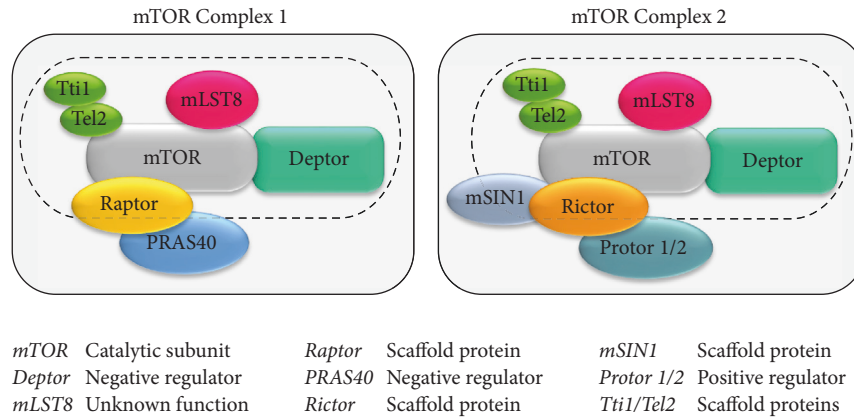 mTOR Complex 1
mTOR Complex 2
Tti1
Tel2
mLST8
mTOR
Deptor
Raptor
PRAS40
Tti1
Tel2
mLST8
mTOR
Deptor
mSIN1
Rictor
Protor 1/2
mTOR Catalytic subunit
Deptor Negative regulator
mLST8 Unknown function
Raptor Scaffold protein
PRAS40 Negative regulator
Rictor Scaffold protein
mSIN1 Scaffold protein
Protor 1/2 Positive regulator
Tti1/Tel2 Scaffold proteins